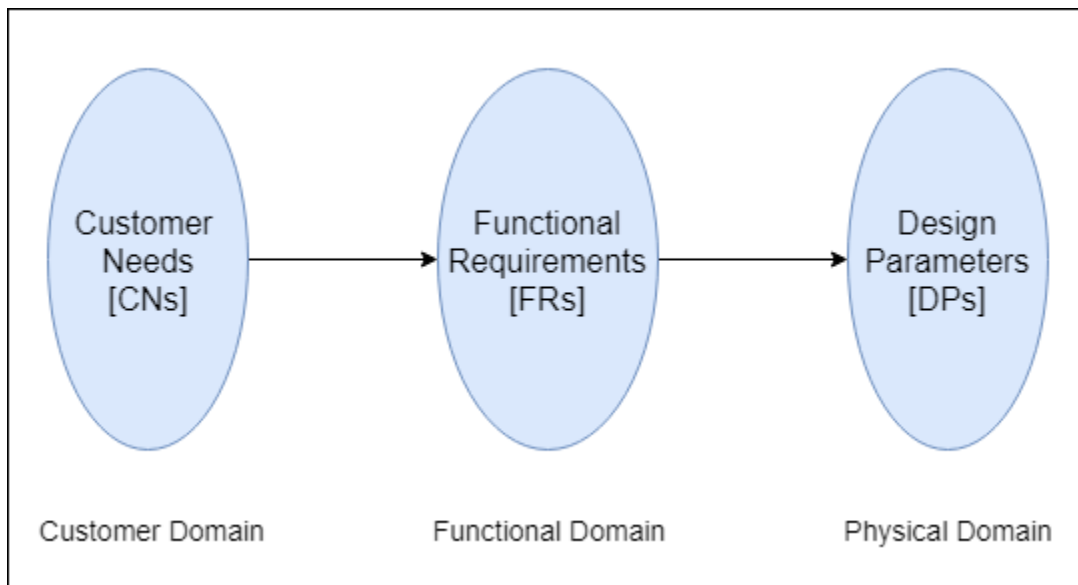 Customer
Needs
[CNs]
Functional
Requirements
[FRs]
Design
Parameters
[DPs]
Customer Domain
Functional Domain
Physical Domain